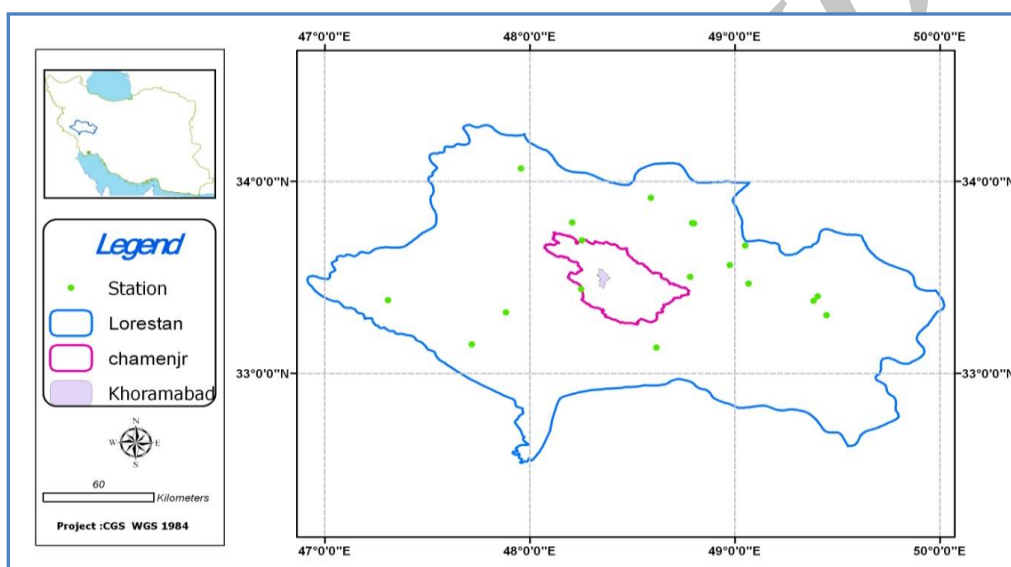 Legend
Station
Lorestan
chamenjr
Khoramabad
N
W E
S
60
Kilometers
Project :CGS WGS 1984
47°0'0"E 48°0'0"E 49°0'0"E 50°0'0"E
34°0'0"N 34°0'0"N
33°0'0"N 33°0'0"N
47°0'0"E 48°0'0"E 49°0'0"E 50°0'0"E